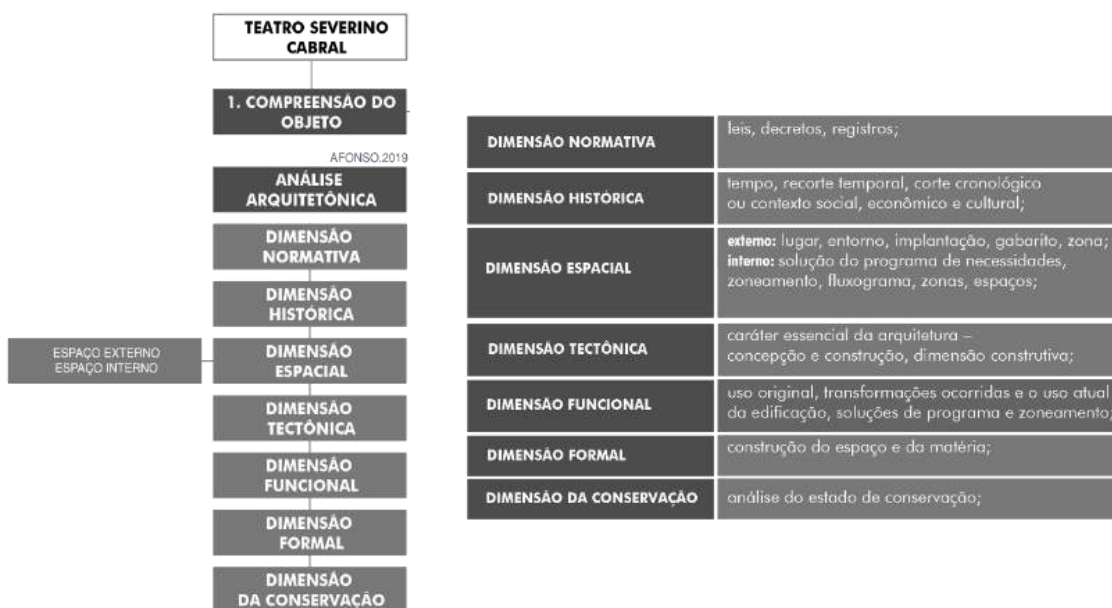 TEATRO SEVERINO
CABRAL
1. COMPREENSÃO DO
OBJETO
AFONSO.2019
ANÁLISE
ARQUITETÔNICA
DIMENSÃO
NORMATIVA
DIMENSÃO
HISTÓRICA
ESPAÇO EXTERNO
ESPAÇO INTERNO
DIMENSÃO
ESPACIAL
DIMENSÃO
TECTÔNICA
DIMENSÃO
FUNCIONAL
DIMENSÃO
FORMAL
DIMENSÃO
DA CONSERVAÇÃO
DIMENSÃO NORMATIVA
leis, decretos, registros;
DIMENSÃO HISTÓRICA
tempo, recorte temporal, corte cronológico
ou contexto social, econômico e cultural;
DIMENSÃO ESPACIAL
externo: lugar, entorno, implantação, gabarito, zona;
interno: solução do programa de necessidades,
zoneamento, fluxograma, zonas, espaços;
DIMENSÃO TECTÔNICA
caráter essencial da arquitetura –
concepção e construção, dimensão construtiva;
DIMENSÃO FUNCIONAL
uso original, transformações ocorridas e o uso atual
da edificação, soluções de programa e zoneamento;
DIMENSÃO FORMAL
construção do espaço e da matéria;
DIMENSÃO DA CONSERVAÇÃO
análise do estado de conservação;